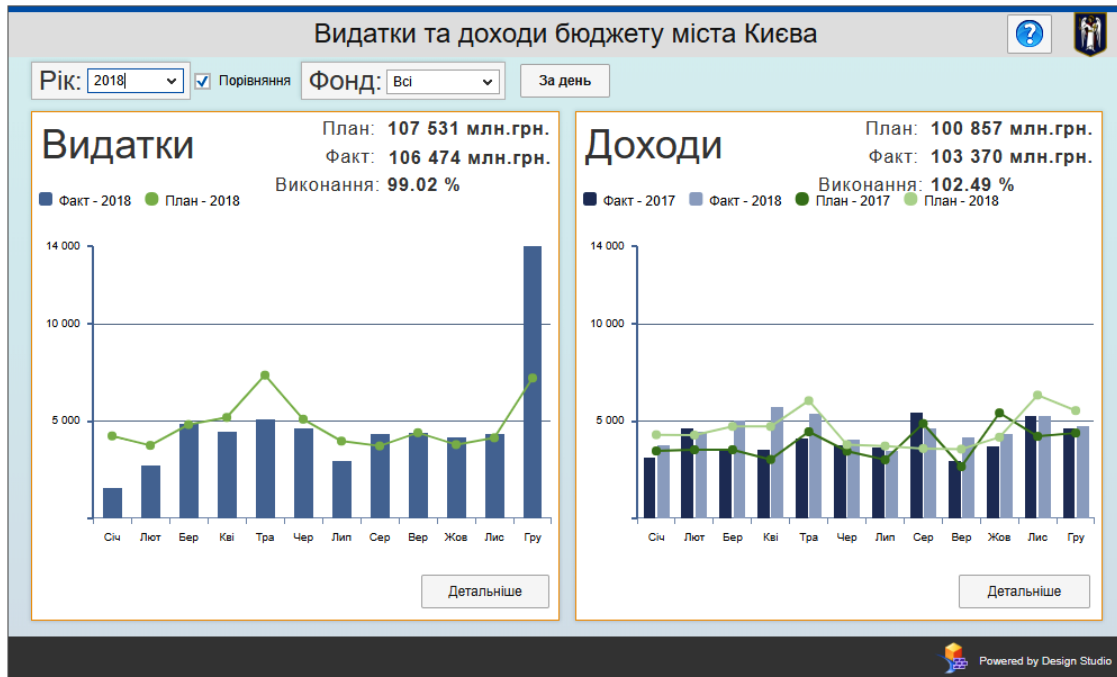 Видатки та доходи бюджету міста Києва
?
Рік: 2018 Порівняння Фонд: Всі За день
Видатки
План: 107 531 млн.грн.
Факт: 106 474 млн.грн.
Виконання: 99.02 %
Факт - 2018 План - 2018
14 000
10 000
5 000
Січ Лют Бер Кві Тра Чер Лип Сер Вер Жов Лис Гру
Детальніше
Доходи
План: 100 857 млн.грн.
Факт: 103 370 млн.грн.
Виконання: 102.49 %
Факт - 2017 Факт - 2018 План - 2017 План - 2018
14 000
10 000
5 000
Січ Лют Бер Кві Тра Чер Лип Сер Вер Жов Лис Гру
Детальніше
Powered by Design Studio